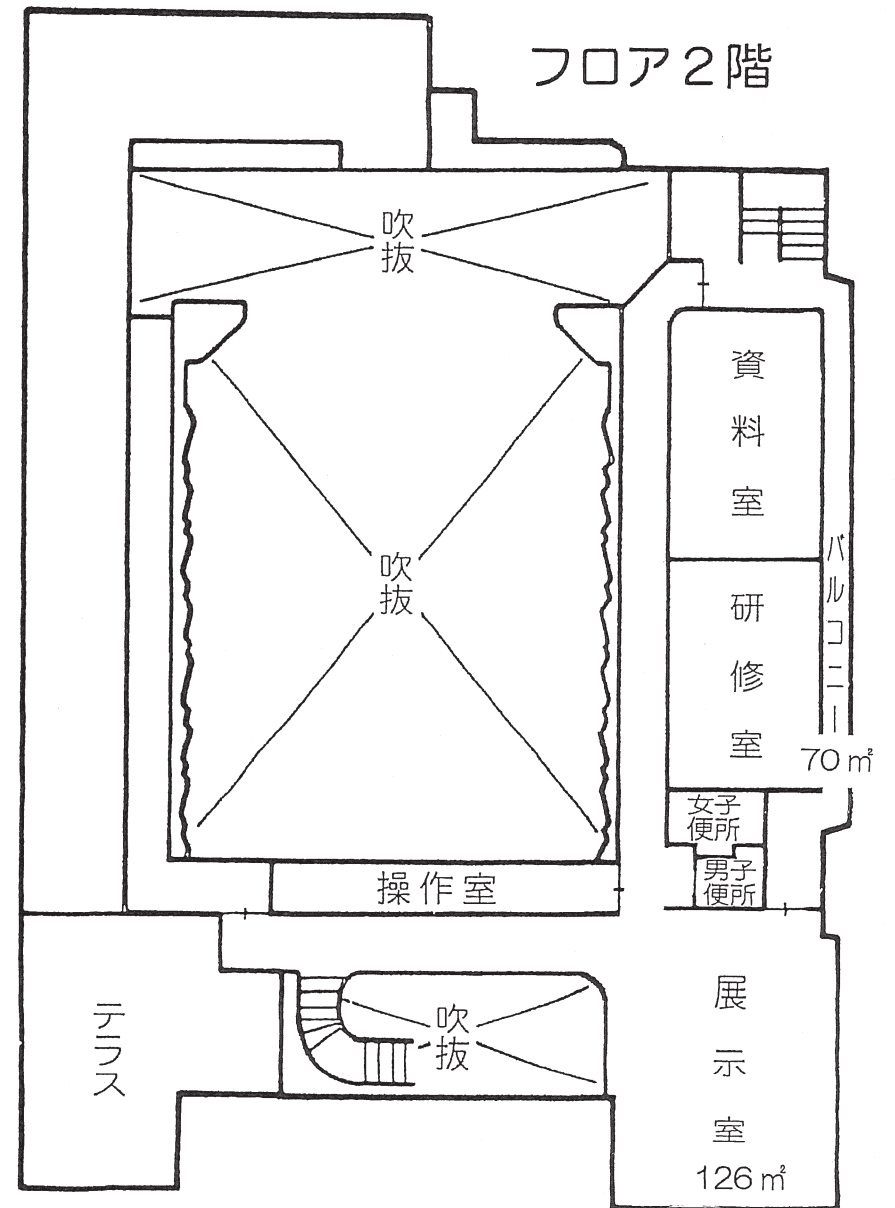 フロア2階
吹抜
資料室
吹抜
バルコニー
研修室
70㎡
女子
便所
操作室
男子
便所
テラス
吹抜
展示室
126㎡